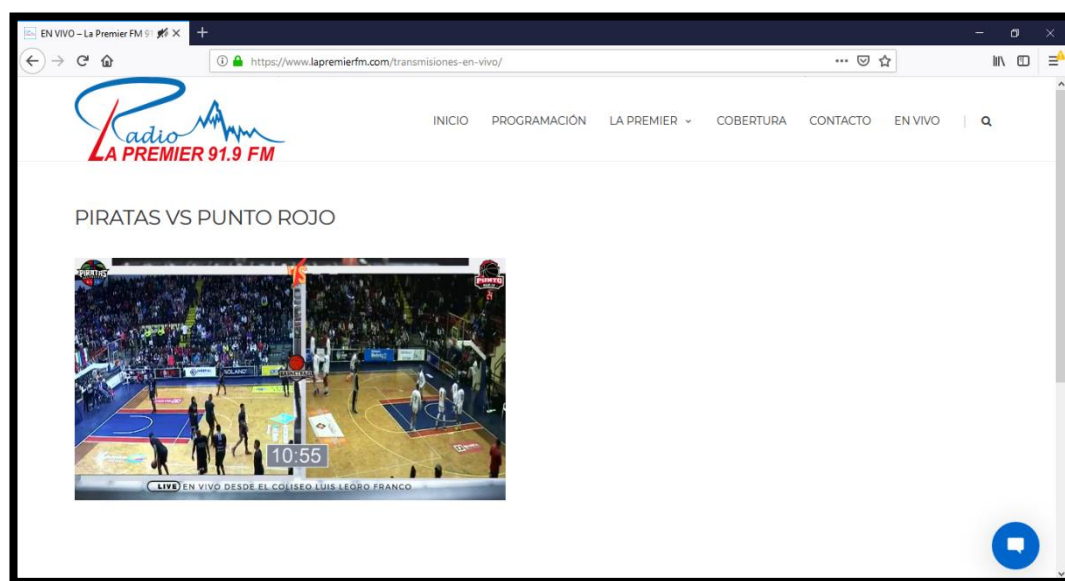 EN VIVO – La Premier FM 91
https://www.lapremierfm.com/transmisiones-en-vivo/
Radio
LA PREMIER 91.9 FM
INICIO PROGRAMACIÓN LA PREMIER COBERTURA CONTACTO EN VIVO
PIRATAS VS PUNTO ROJO
PIRATAS
VS
PUNTO
10:55
LIVE EN VIVO DESDE EL COLISEO LUIS LEORO FRANCO